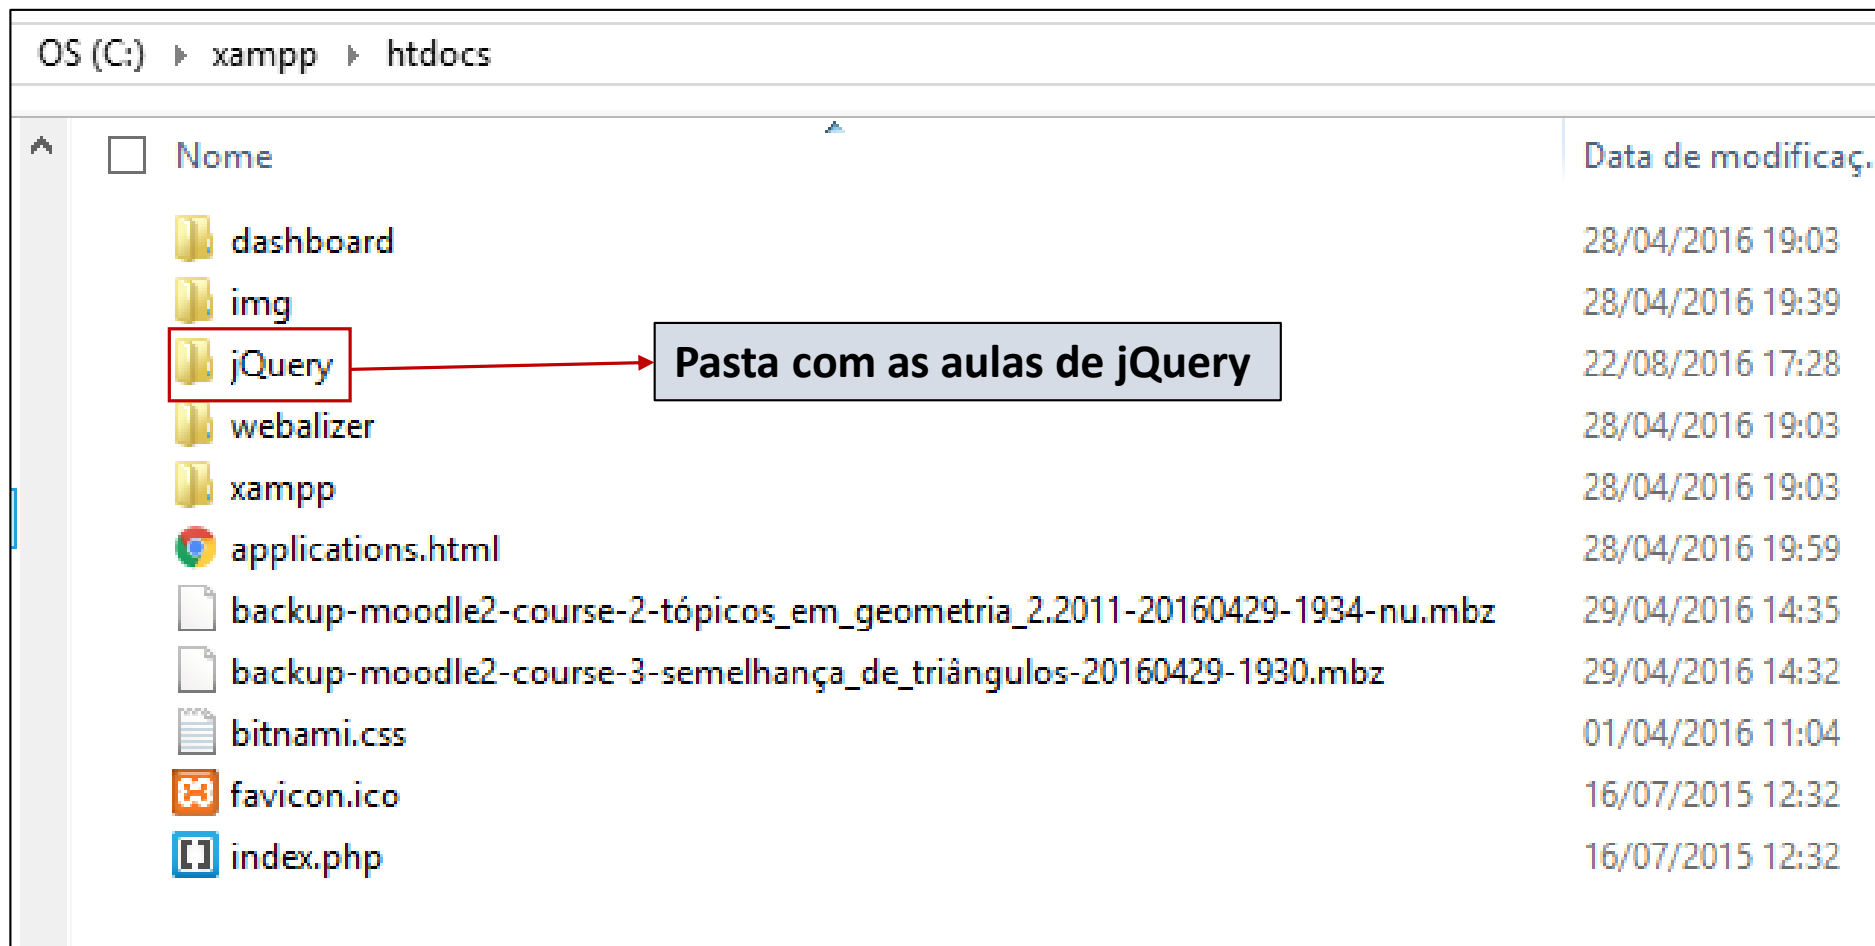 OS (C:) xampp htdocs
Nome Data de modificaç.
dashboard 28/04/2016 19:03
img 28/04/2016 19:39
jQuery Pasta com as aulas de jQuery 22/08/2016 17:28
webalizer 28/04/2016 19:03
xampp 28/04/2016 19:03
applications.html 28/04/2016 19:59
backup-moodle2-course-2-tópicos_em_geometria_2.2011-20160429-1934-nu.mbz 29/04/2016 14:35
backup-moodle2-course-3-semelhança_de_triângulos-20160429-1930.mbz 29/04/2016 14:32
bitnami.css 01/04/2016 11:04
favicon.ico 16/07/2015 12:32
index.php 16/07/2015 12:32